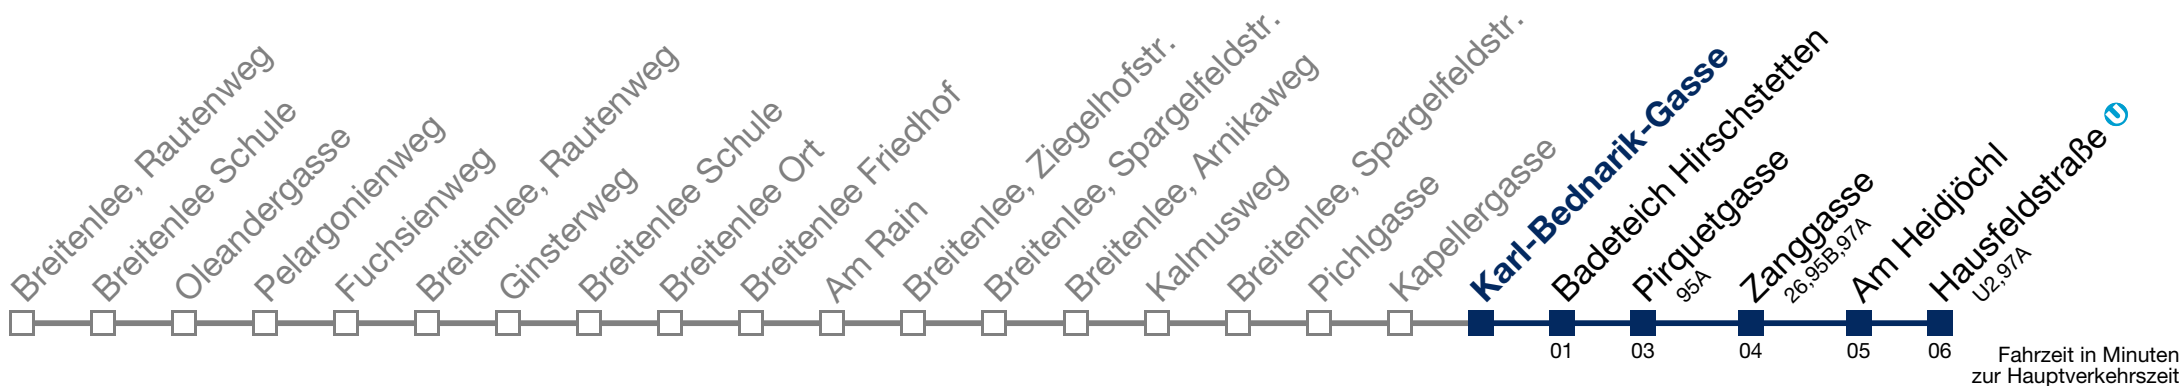 Breitenlee, Rautenweg
Breitenlee Schule
Oleandergasse
Pelargonienweg
Fuchsienweg
Breitenlee, Rautenweg
Ginsterweg
Breitenlee Schule
Breitenlee Ort
Breitenlee Friedhof
Am Rain
Breitenlee, Ziegelhofstr.
Breitenlee, Spargelfeldstr.
Breitenlee, Arnikaweg
Kalmusweg
Breitenlee, Spargelfeldstr.
Pichlgasse
Kapellergasse
Karl-Bednarik-Gasse
Badeteich Hirschstetten
Pirquetgasse
95A
Zanggasse
26,95B,97A
Am Heidjöchl
Hausfeldstraße U
U2,97A
01 03 04 05 06
Fahrzeit in Minuten
zur Hauptverkehrszeit